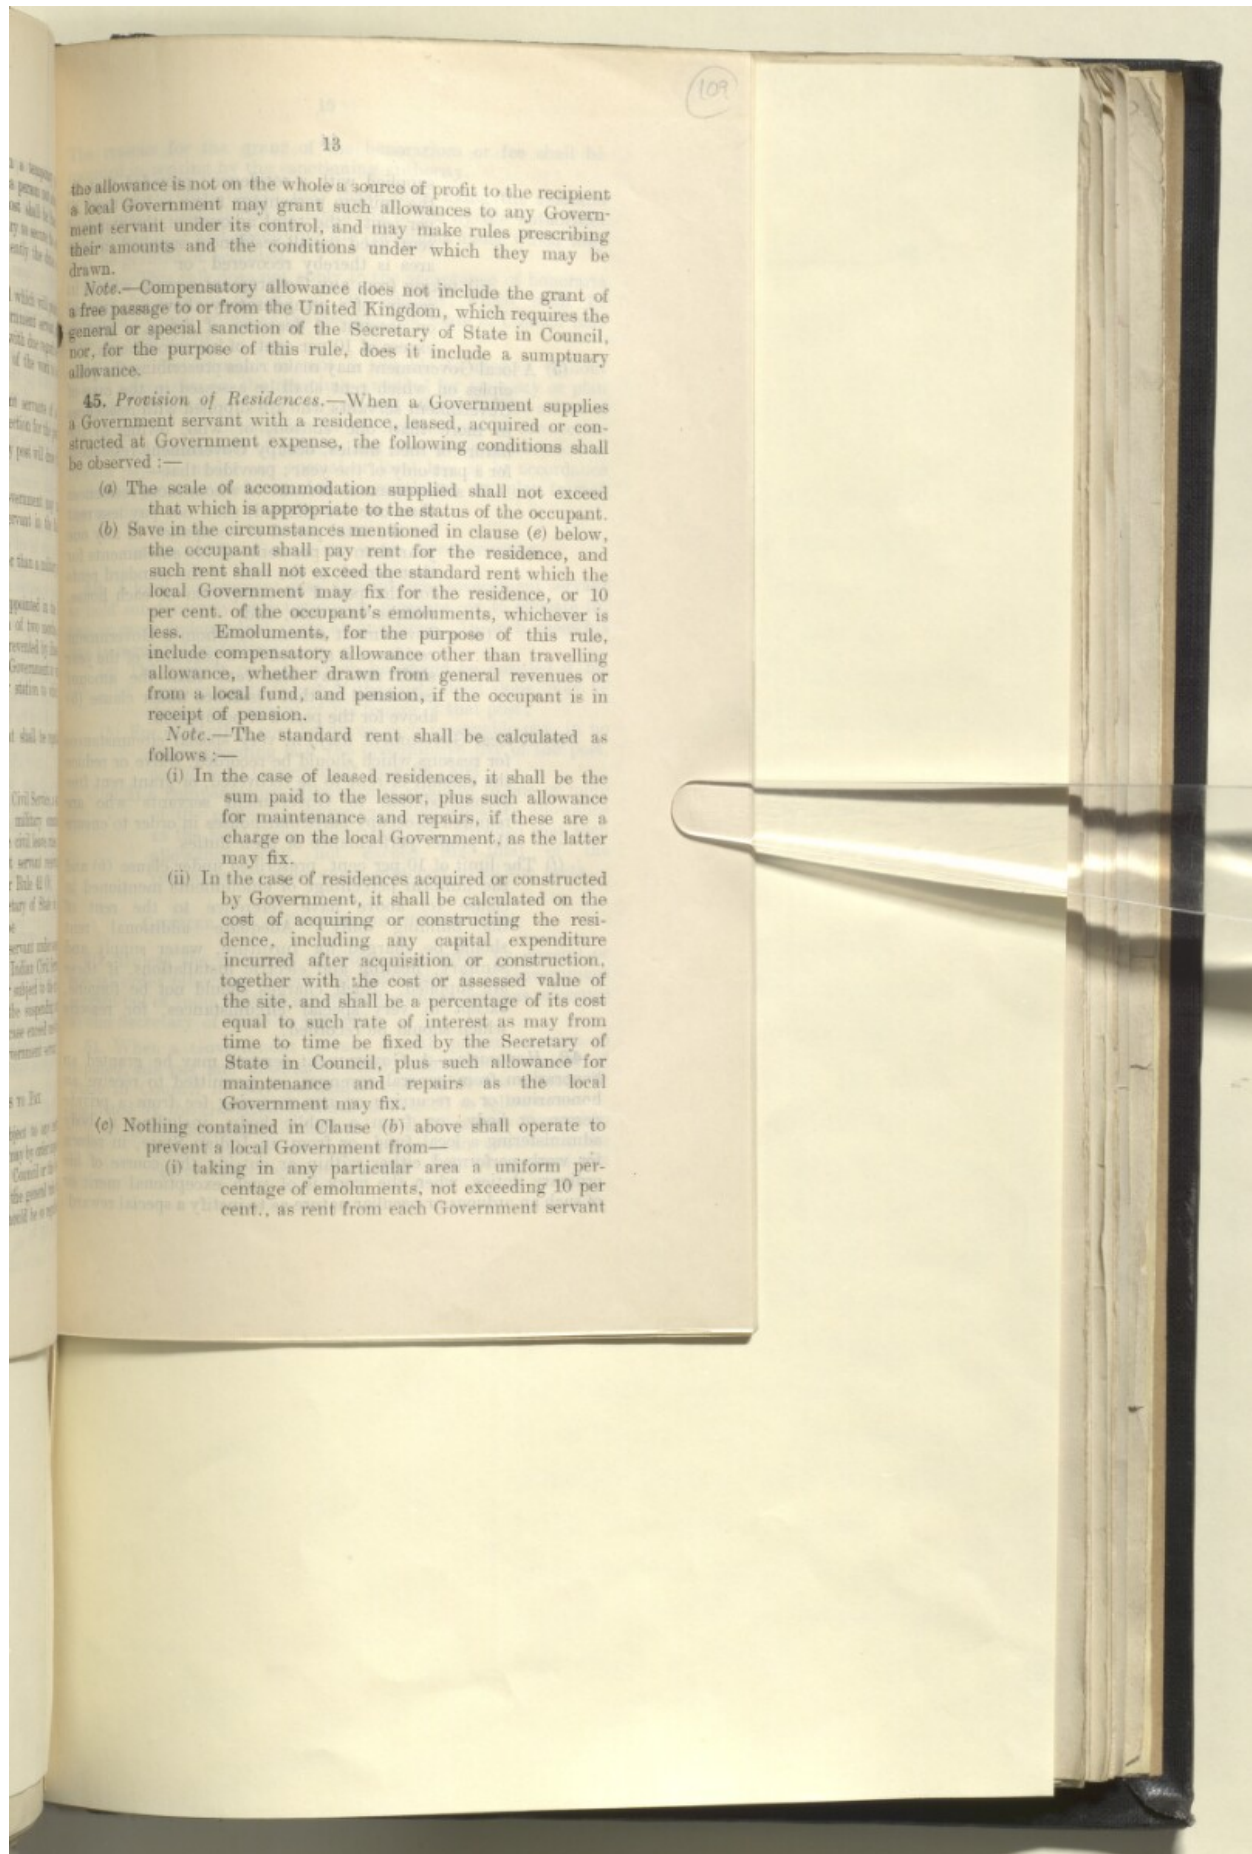 109
13
the allowance is not on the whole a source of profit to the recipient
a local Government may grant such allowances to any Govern-
ment servant under its control, and may make rules prescribing
their amounts and the conditions under which they may be
drawn.
Note.—Compensatory allowance does not include the grant of
a free passage to or from the United Kingdom, which requires the
general or special sanction of the Secretary of State in Council,
nor, for the purpose of this rule, does it include a sumptuary
allowance.
45. Provision of Residences.—When a Government supplies
a Government servant with a residence, leased, acquired or con-
structed at Government expense, the following conditions shall
be observed :—
(a) The scale of accommodation supplied shall not exceed
that which is appropriate to the status of the occupant.
(b) Save in the circumstances mentioned in clause (e) below,
the occupant shall pay rent for the residence, and
such rent shall not exceed the standard rent which the
local Government may fix for the residence, or 10
per cent. of the occupant's emoluments, whichever is
less. Emoluments, for the purpose of this rule,
include compensatory allowance other than travelling
allowance, whether drawn from general revenues or
from a local fund, and pension, if the occupant is in
receipt of pension.
Note.—The standard rent shall be calculated as
follows :—
(i) In the case of leased residences, it shall be the
sum paid to the lessor, plus such allowance
for maintenance and repairs, if these are a
charge on the local Government, as the latter
may fix.
(ii) In the case of residences acquired or constructed
by Government, it shall be calculated on the
cost of acquiring or constructing the resi-
dence, including any capital expenditure
incurred after acquisition or construction,
together with the cost or assessed value of
the site, and shall be a percentage of its cost
equal to such rate of interest as may from
time to time be fixed by the Secretary of
State in Council, plus such allowance for
maintenance and repairs as the local
Government may fix.
(c) Nothing contained in Clause (b) above shall operate to
prevent a local Government from—
(i) taking in any particular area a uniform per-
centage of emoluments, not exceeding 10 per
cent., as rent from each Government servant